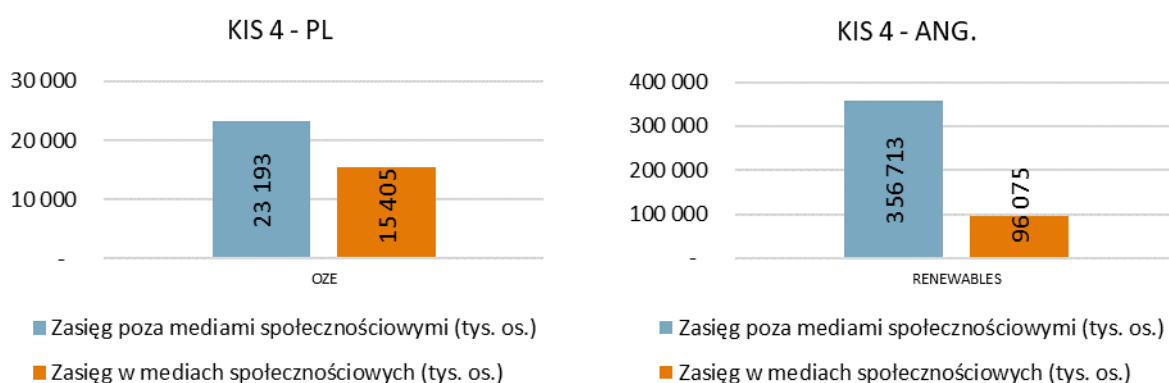 KIS 4 - PL
30 000
20 000
10 000
-
23 193
15 405
OZE
Zasięg poza mediami społecznościowymi (tys. os.)
Zasięg w mediach społecznościowych (tys. os.)
KIS 4 - ANG.
400 000
300 000
200 000
100 000
-
356 713
96 075
RENEWABLES
Zasięg poza mediami społecznościowymi (tys. os.)
Zasięg w mediach społecznościowych (tys. os.)